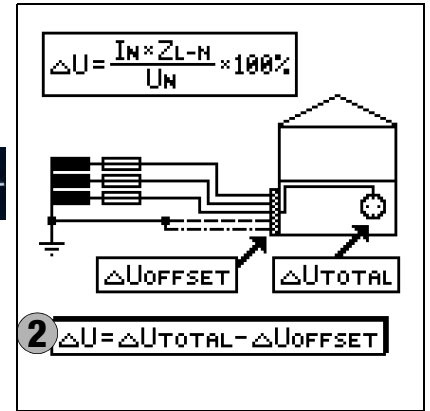 △U = IN×ZL-N / UN ×100%
△UOFFSET
△UTOTAL
2 △U=△UTOTAL-△UOFFSET